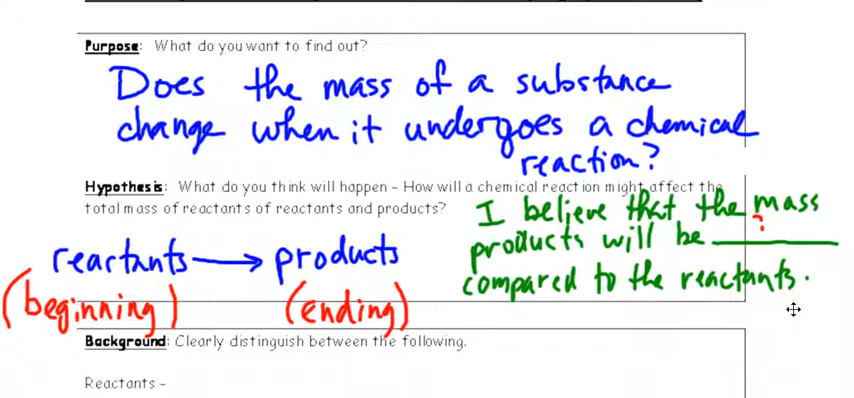 Purpose: What do you want to find out?
Does the mass of a substance
change when it undergoes a chemical
reaction?
Hypothesis: What do you think will happen - How will a chemical reaction might affect the
total mass of reactants of reactants and products?
I believe that the mass
?
products will be ________
compared to the reactants.
reactants → products
(beginning) (ending)
Background: Clearly distinguish between the following.
Reactants -